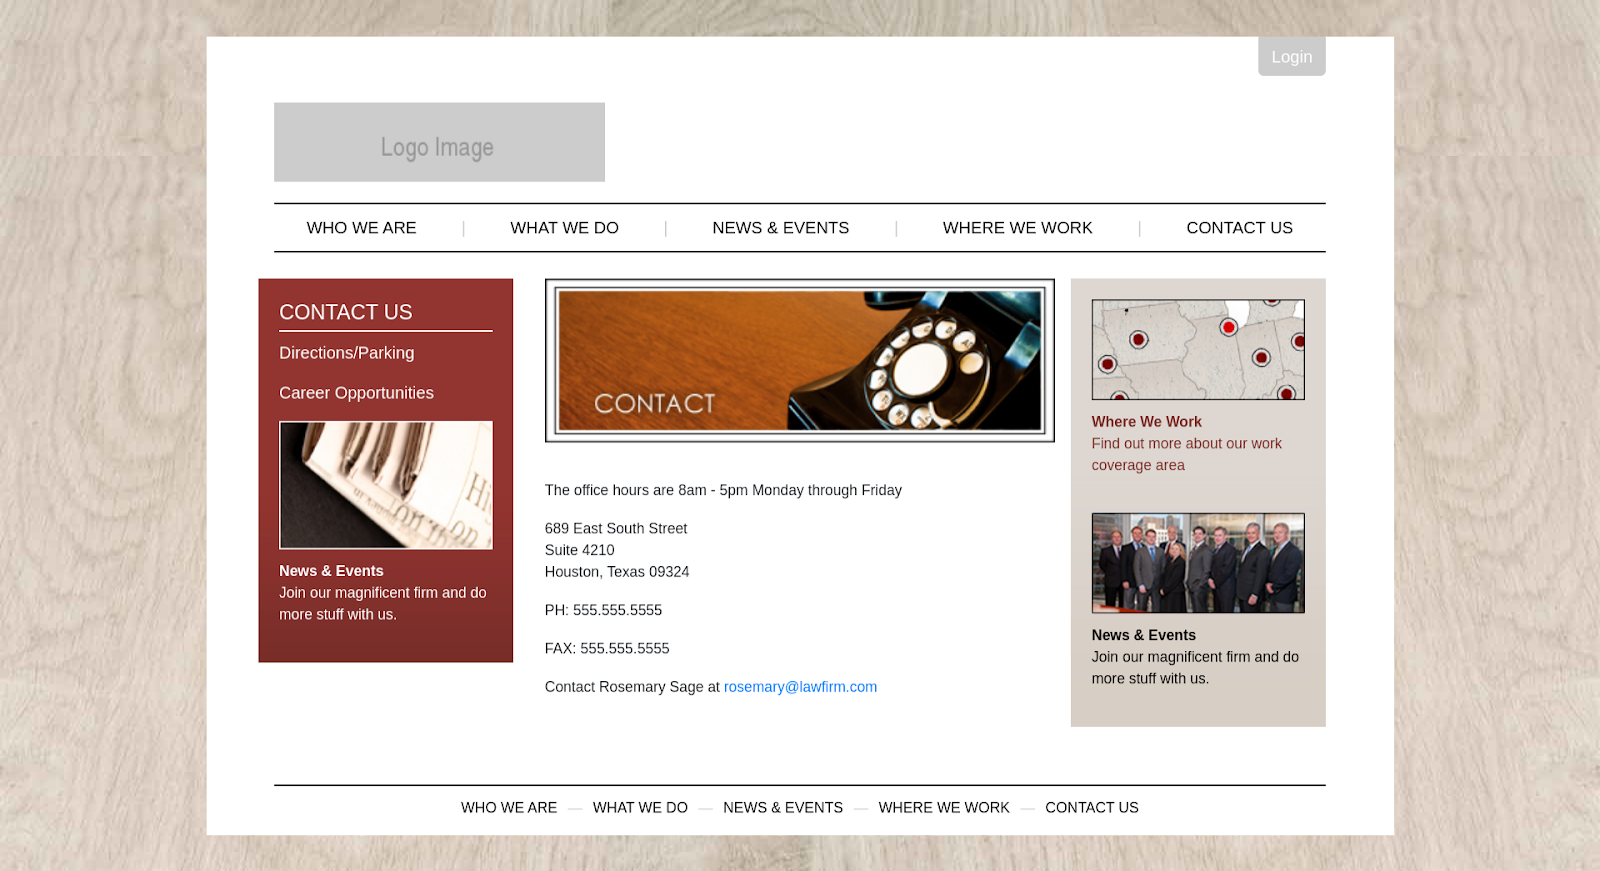 Login
Logo Image
WHO WE ARE | WHAT WE DO | NEWS & EVENTS | WHERE WE WORK | CONTACT US
CONTACT US
Directions/Parking
Career Opportunities
News & Events
Join our magnificent firm and do
more stuff with us.
CONTACT
The office hours are 8am - 5pm Monday through Friday
689 East South Street
Suite 4210
Houston, Texas 09324
PH: 555.555.5555
FAX: 555.555.5555
Contact Rosemary Sage at rosemary@lawfirm.com
Where We Work
Find out more about our work
coverage area
News & Events
Join our magnificent firm and do
more stuff with us.
WHO WE ARE — WHAT WE DO — NEWS & EVENTS — WHERE WE WORK — CONTACT US